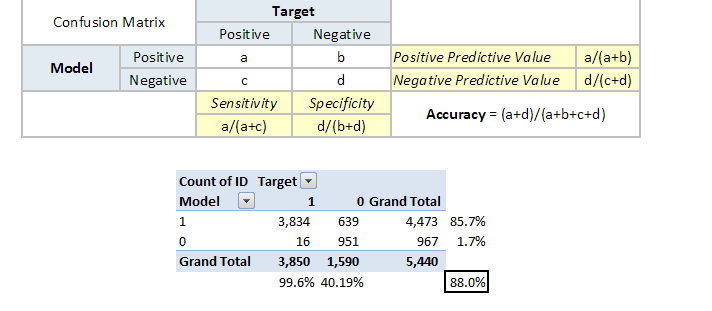 Confusion Matrix
Target
Positive Negative
Model
Positive a b Positive Predictive Value a/(a+b)
Negative c d Negative Predictive Value d/(c+d)
Sensitivity Specificity Accuracy = (a+d)/(a+b+c+d)
a/(a+c) d/(b+d)
Count of ID Target
Model 1 0 Grand Total
1 3,834 639 4,473 85.7%
0 16 951 967 1.7%
Grand Total 3,850 1,590 5,440
99.6% 40.19% 88.0%